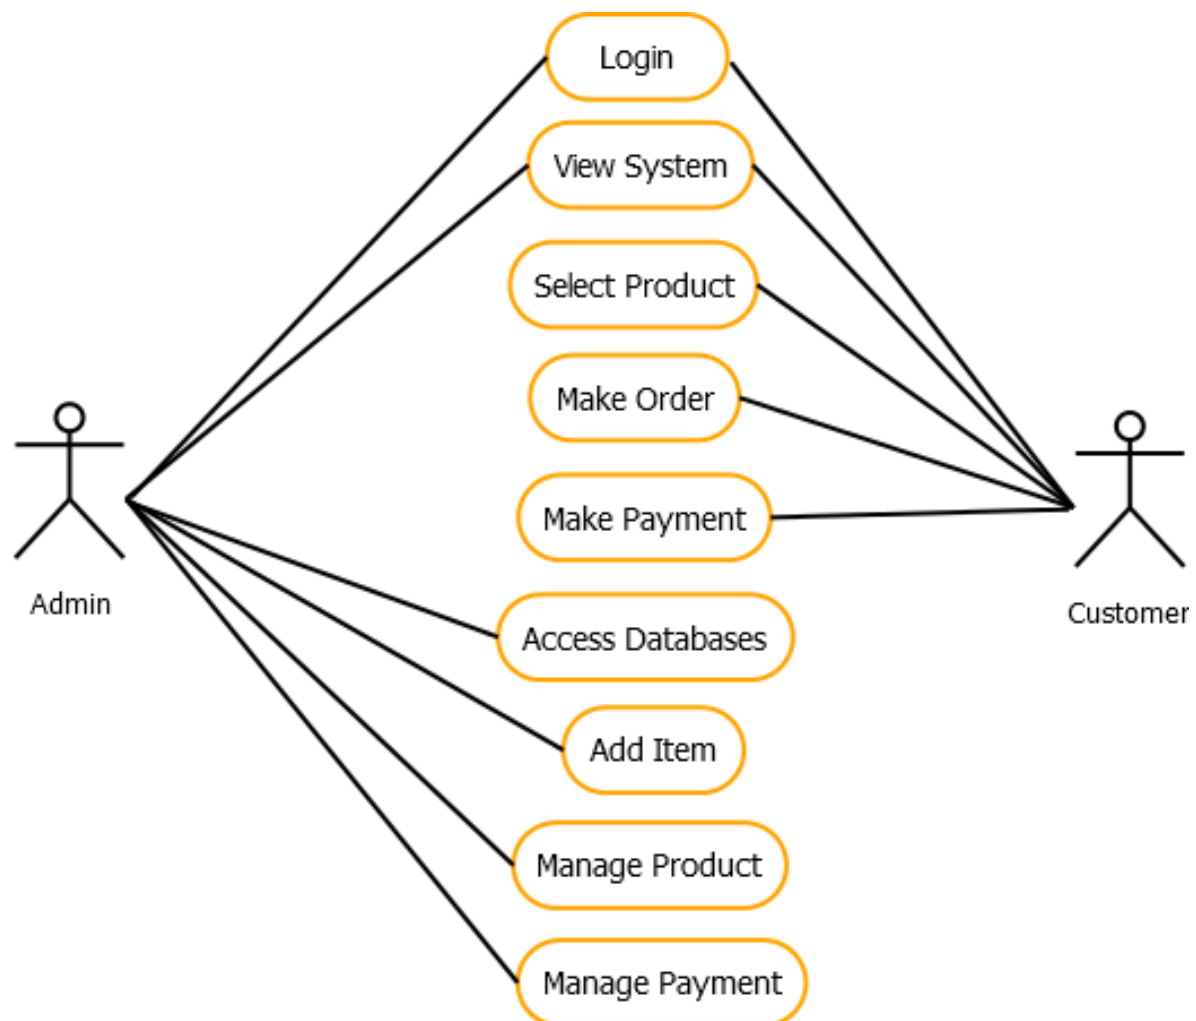 Login
View System
Select Product
Make Order
Make Payment
Admin
Customer
Access Databases
Add Item
Manage Product
Manage Payment